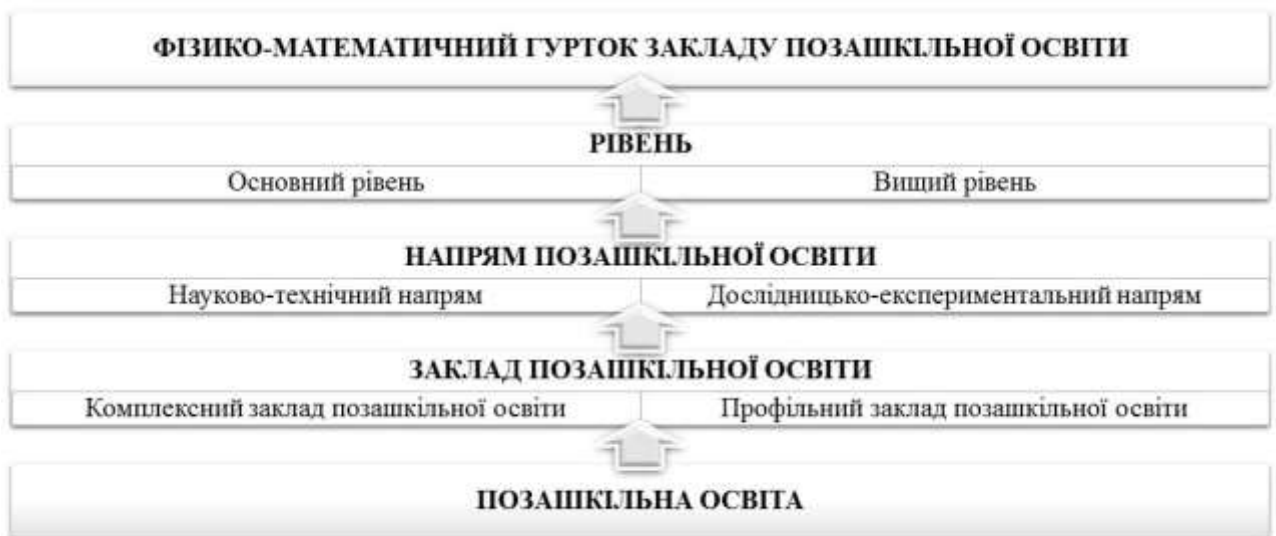 ФІЗИКО-МАТЕМАТИЧНИЙ ГУРТОК ЗАКЛАДУ ПОЗАШКІЛЬНОЇ ОСВІТИ
РІВЕНЬ
Основний рівень Вищий рівень
НАПРЯМ ПОЗАШКІЛЬНОЇ ОСВІТИ
Науково-технічний напрям Дослідницько-експериментальний напрям
ЗАКЛАД ПОЗАШКІЛЬНОЇ ОСВІТИ
Комплексний заклад позашкільної освіти Профільний заклад позашкільної освіти
ПОЗАШКІЛЬНА ОСВІТА